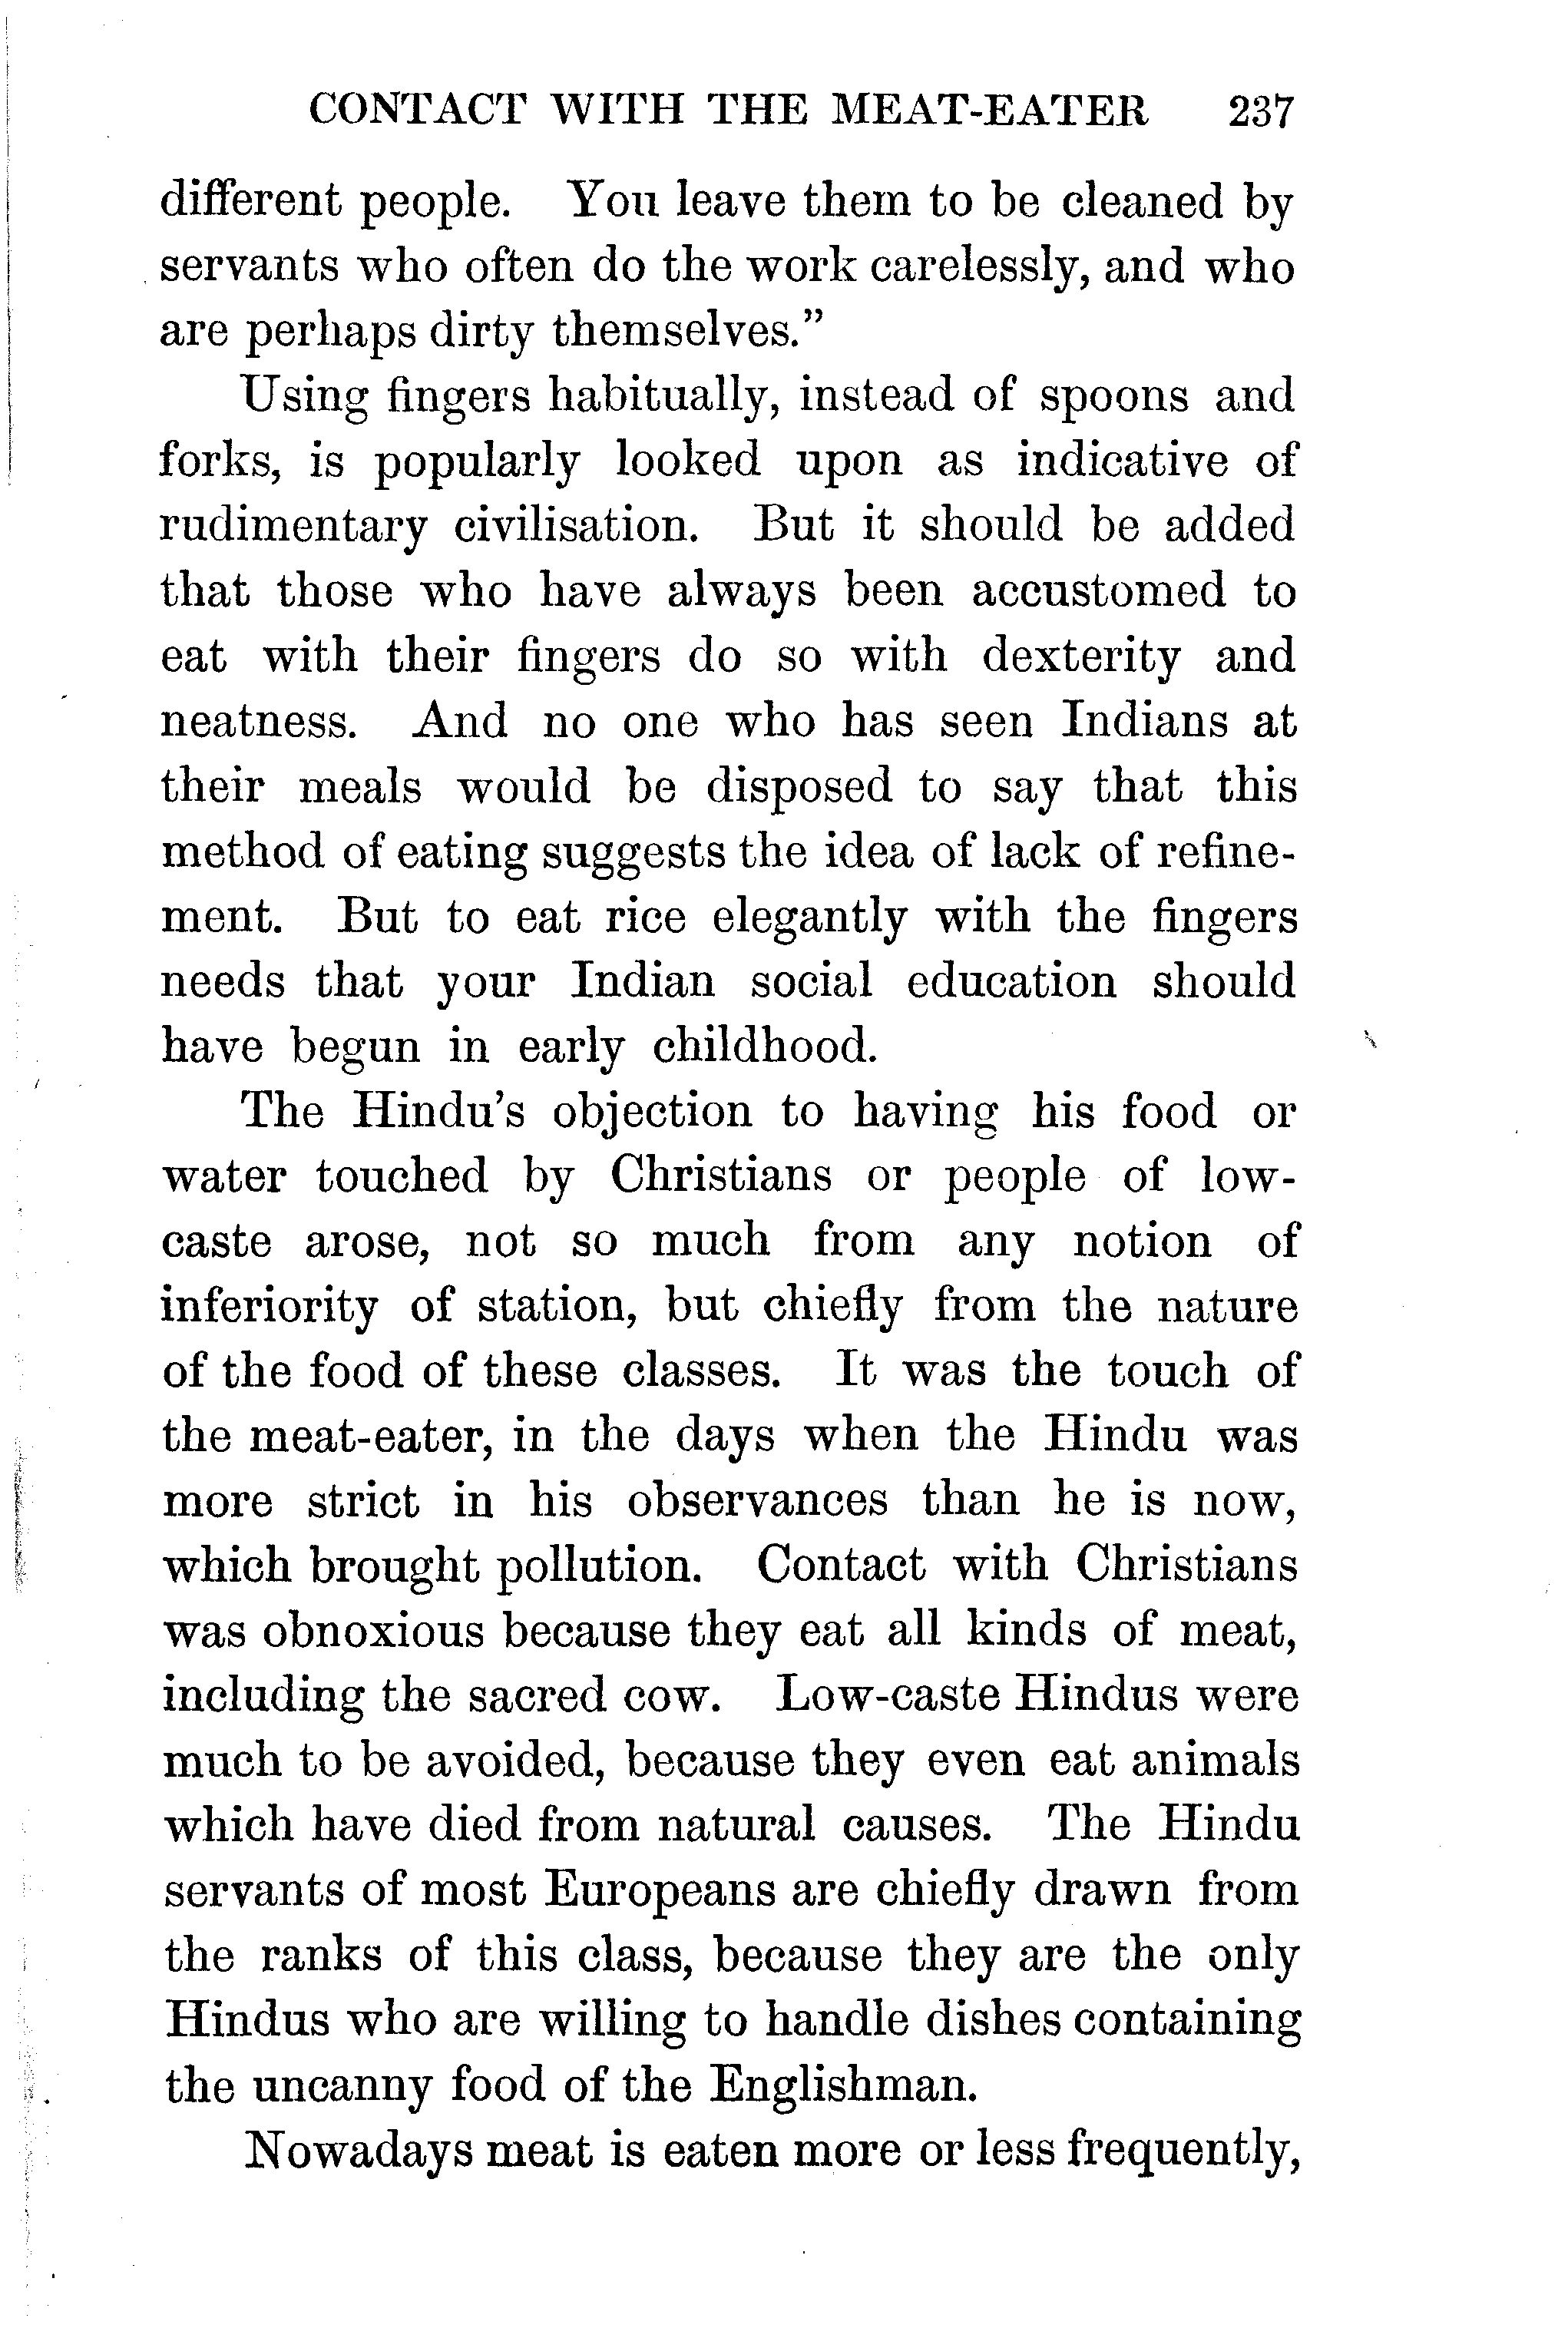 CONTACT WITH THE MEAT-EATER 237
different people. You leave them to be cleaned by
servants who often do the work carelessly, and who
are perhaps dirty themselves.”
Using fingers habitually, instead of spoons and
forks, is popularly looked upon as indicative of
rudimentary civilisation. But it should be added
that those who have always been accustomed to
eat with their fingers do so with dexterity and
neatness. And no one who has seen Indians at
their meals would be disposed to say that this
method of eating suggests the idea of lack of refine-
ment. But to eat rice elegantly with the fingers
needs that your Indian social education should
have begun in early childhood.
The Hindu’s objection to having his food or
water touched by Christians or people of low-
caste arose, not so much from any notion of
inferiority of station, but chiefly from the nature
of the food of these classes. It was the touch of
the meat-eater, in the days when the Hindu was
more strict in his observances than he is now,
which brought pollution. Contact with Christians
was obnoxious because they eat all kinds of meat,
including the sacred cow. Low-caste Hindus were
much to be avoided, because they even eat animals
which have died from natural causes. The Hindu
servants of most Europeans are chiefly drawn from
the ranks of this class, because they are the only
Hindus who are willing to handle dishes containing
the uncanny food of the Englishman.
Nowadays meat is eaten more or less frequently,